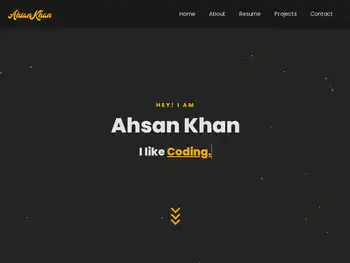 Ahsan Khan
Home About Resume Projects Contact
HEY! I AM
Ahsan Khan
I like Coding.